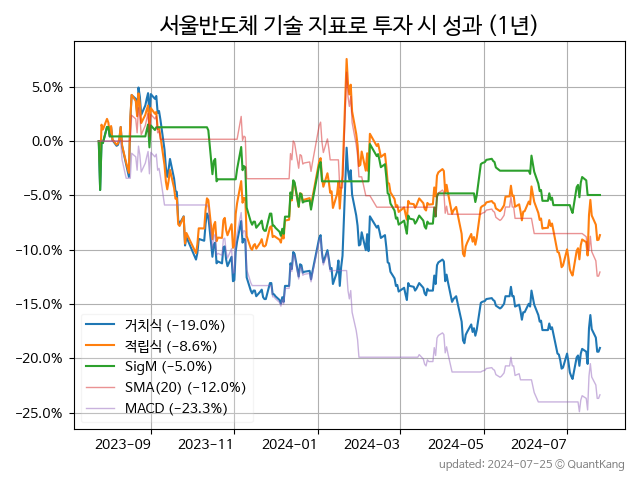 서울반도체 기술 지표로 투자 시 성과 (1년)
5.0%
0.0%
−5.0%
−10.0%
−15.0%
−20.0%
−25.0%
거치식 (−19.0%)
적립식 (−8.6%)
SigM (−5.0%)
SMA(20) (−12.0%)
MACD (−23.3%)
2023−09 2023−11 2024−01 2024−03 2024−05 2024−07
updated: 2024-07-25 © QuantKang